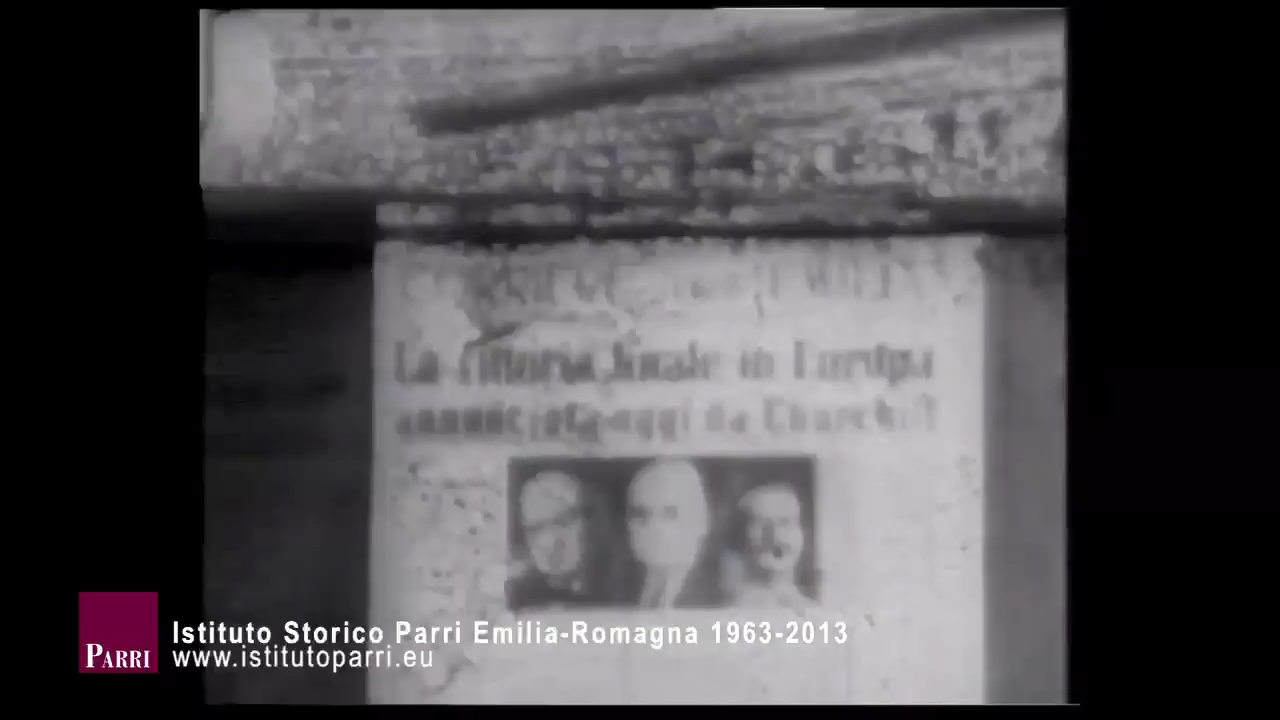 La vittoria finale in Europa
annunciata oggi da Churchill
PARRI
Istituto Storico Parri Emilia-Romagna 1963-2013
www.istitutoparri.eu